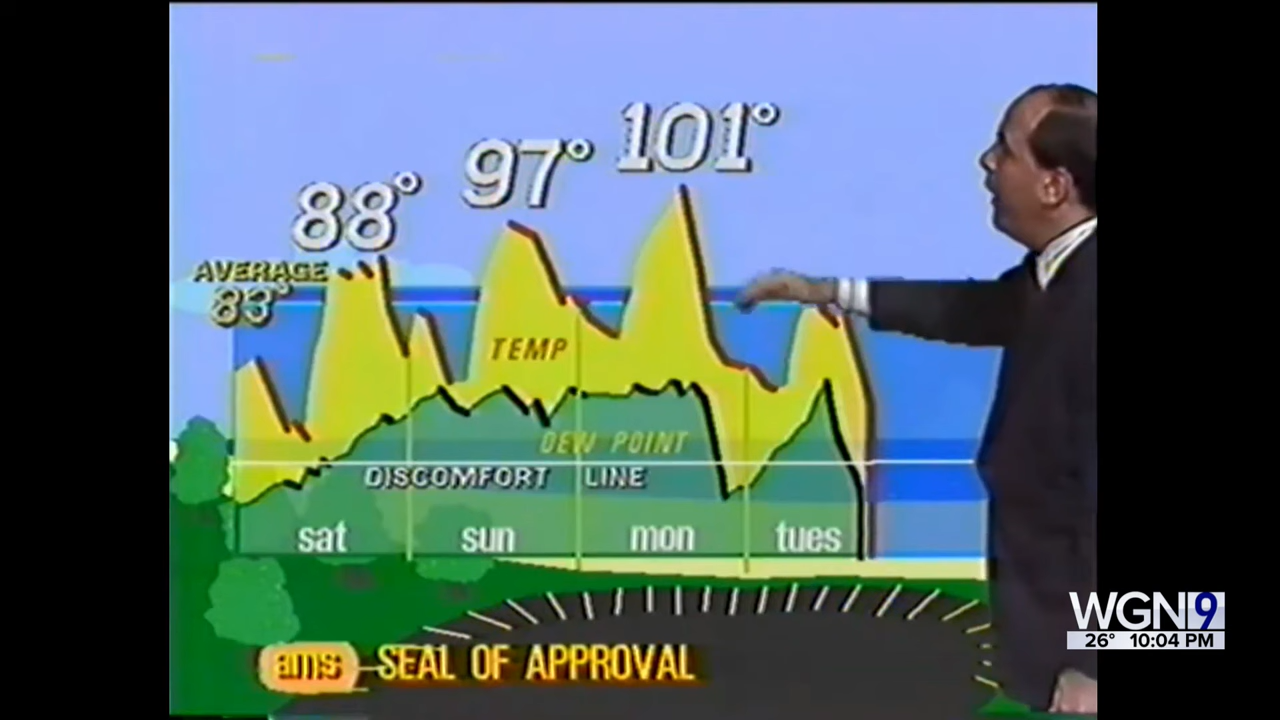 101°
97°
88°
AVERAGE
83°
TEMP
DEW POINT
DISCOMFORT LINE
sat sun mon tues
WGN9
26° 10:04 PM
ams SEAL OF APPROVAL